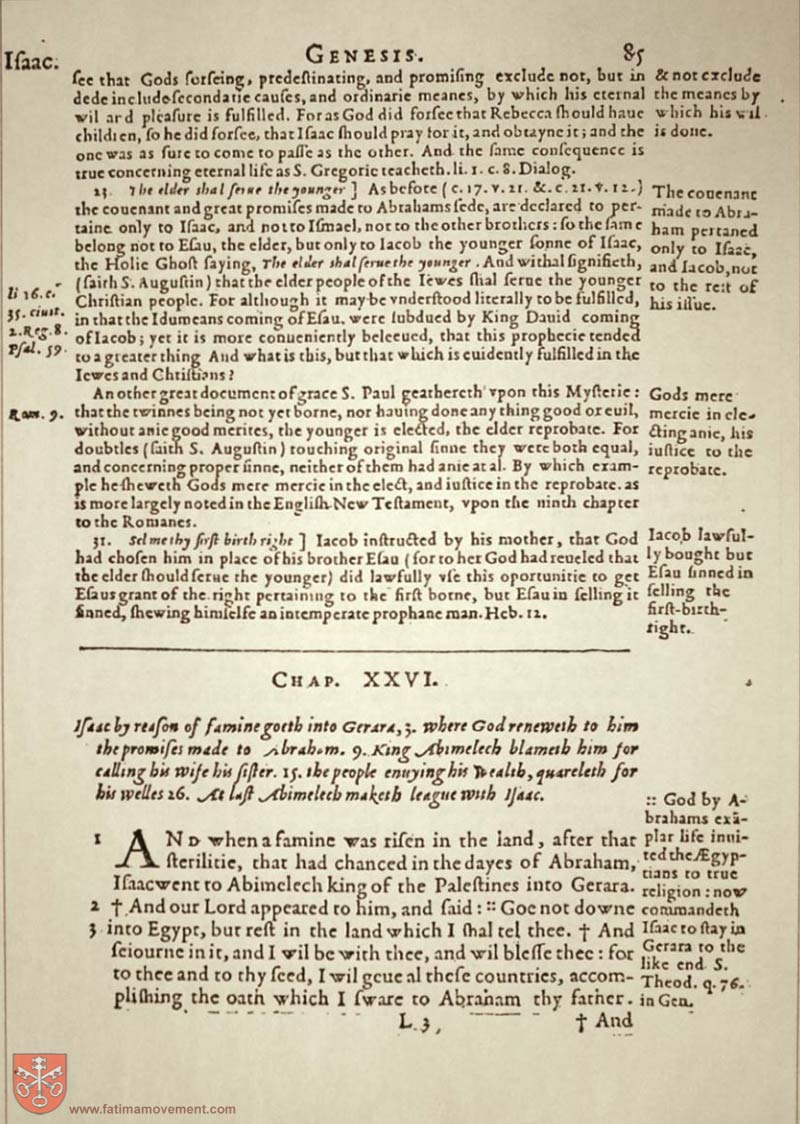 Iſaac.
GENESIS.
85
ſee that Gods forſeing, predeſtinating, and promiſing exclude not, but in
dede include ſecondarie cauſes, and ordinarie meanes, by which his eternal
wil ard pleaſure is fulfilled. For as God did forſee that Rebecca ſhould haue
children, ſo he did forſee, that Iſaac ſhould pray for it, and obtayne it; and the
one was as ſure to come to paſſe as the other. And the ſame conſequence is
true concerning eternal life as S. Gregorie teacheth. li. 1. c. 8. Dialog.
& not exclude
the meanes by
which his wil
is done.
23. The elder shal ſerue the younger ] As before ( c. 17. v. 21. &. c. 21. v. 12.)
the couenant and great promiſes made to Abrahams ſede, are declared to per-
taine only to Iſaac, and not to Iſmael, not to the other brothers: ſo the ſame
belong not to Eſau, the elder, but only to Iacob the younger ſonne of Iſaac,
the Holie Ghoſt ſaying, The elder shal ſerue the younger. And withal ſignifieth,
(ſaith S. Auguſtin) that the elder people of the Iewes ſhal ſerue the younger
Chriſtian people. For although it may be vnderſtood literally to be fulfilled,
in that the Idumeans coming of Eſau, were ſubdued by King Dauid coming
of Iacob; yet it is more conueniently beleeued, that this prophecie tended
to a greater thing And what is this, but that which is euidently fulfilled in the
Iewes and Chriſtians?
The couenant
made to Abra-
ham pertaned
only to Iſaac,
and Iacob, not
to the reſt of
his iſſue.
li 16. c.
35. ciuit.
2. Reg. 8.
Pſal. 59.
An other great document of grace S. Paul geathereth vpon this Myſterie:
that the twinnes being not yet borne, nor hauing done any thing good or euil,
without anie good merites, the younger is elected, the elder reprobate. For
doubtles (ſaith S. Auguſtin) touching original ſinne they were both equal,
and concerning proper ſinne, neither of them had anie at al. By which exam-
ple he ſheweth Gods mere mercie in the elect, and iuſtice in the reprobate. as
is more largely noted in the Engliſh New Teſtament, vpon the ninth chapter
to the Romanes.
Rom. 9.
Gods mere
mercie in ele-
cting anie, his
iuſtice to the
reprobate.
31. Sel me thy firſt birth right ] Iacob inſtructed by his mother, that God
had choſen him in place of his brother Eſau ( for to her God had reueled that
the elder ſhould ſerue the younger) did lawfully vſe this oportunitie to get
Eſaus grant of the right pertaining to the firſt borne, but Eſau in ſelling it
ſinned, ſhewing himſelfe an intemperate prophane man. Heb. 12.
Iacob lawful-
ly bought but
Eſau ſinned in
ſelling the
firſt-birth-
right.
CHAP. XXVI.
Iſaac by reaſon of famine goeth into Gerara, 3. where God reneweth to him
the promiſes made to Abraham. 9. King Abimelech blameth him for
calling his wife his ſiſter. 15. the people enuying his wealth, quareleth for
his welles 26. At laſt Abimelech maketh league with Iſaac.
1 AND when a famine was riſen in the land, after that
ſterilitie, that had chanced in the dayes of Abraham,
Iſaac went to Abimelech king of the Paleſtines into Gerara.
2 † And our Lord appeared to him, and ſaid: :: Goe not downe
3 into Egypt, but reſt in the land which I ſhal tel thee. † And
ſeiourne in it, and I wil be with thee, and wil bleſſe thee: for
to thee and to thy ſeed, I wil geue al theſe countries, accom-
pliſhing the oath which I ſware to Abraham thy father.
:: God by A-
brahams exã-
plar life inui-
ted the Ægyp-
tians to true
religion: now
commandeth
Iſaac to ſtay in
Gerara to the
like end S.
Theod. q. 76.
in Gen.
L 3,
† And
www.fatimamovement.com